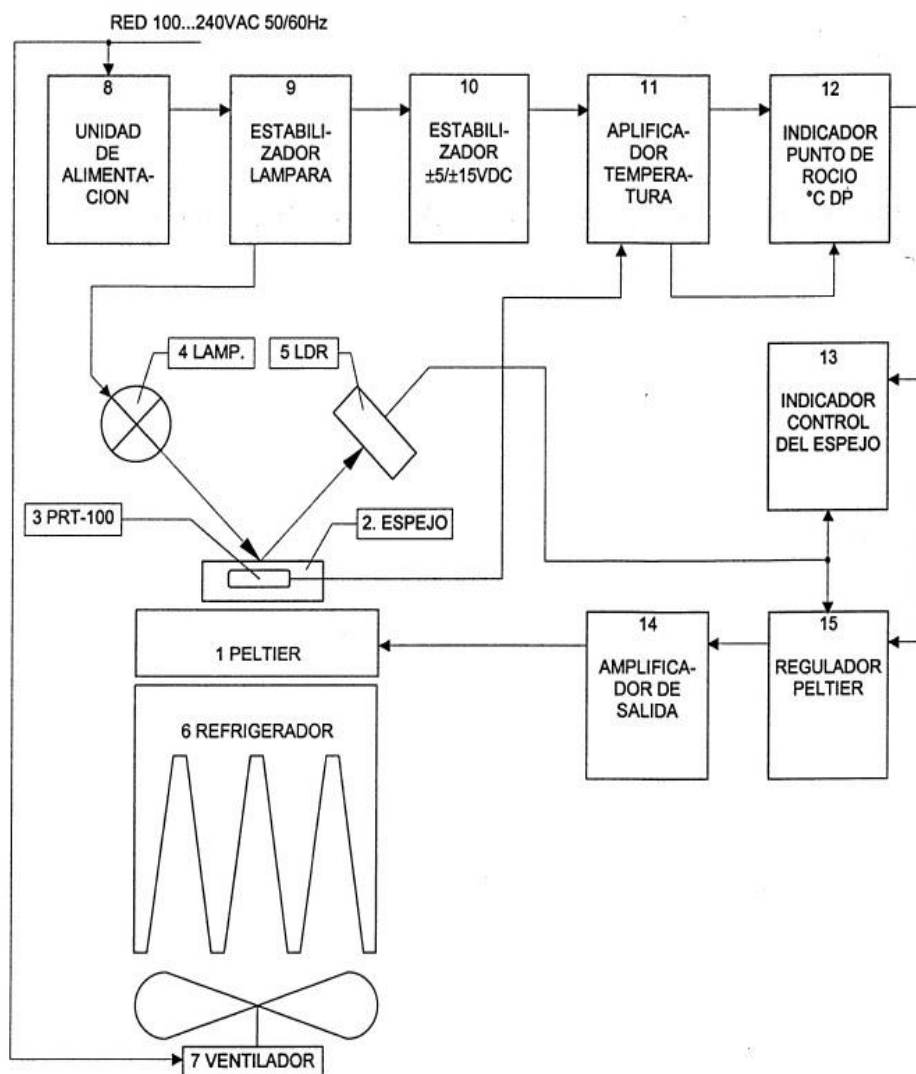 RED 100...240VAC 50/60Hz
8
UNIDAD
DE
ALIMENTA-
CION
9
ESTABILI-
ZADOR
LAMPARA
10
ESTABILI-
ZADOR
±5/±15VDC
11
APLIFICA-
DOR
TEMPERA-
TURA
12
INDICADOR
PUNTO DE
ROCIO
°C DP
4 LAMP.
5 LDR
13
INDICADOR
CONTROL
DEL ESPEJO
3 PRT-100
2. ESPEJO
1 PELTIER
14
AMPLIFICA-
DOR DE
SALIDA
15
REGULADOR
PELTIER
6 REFRIGERADOR
7 VENTILADOR